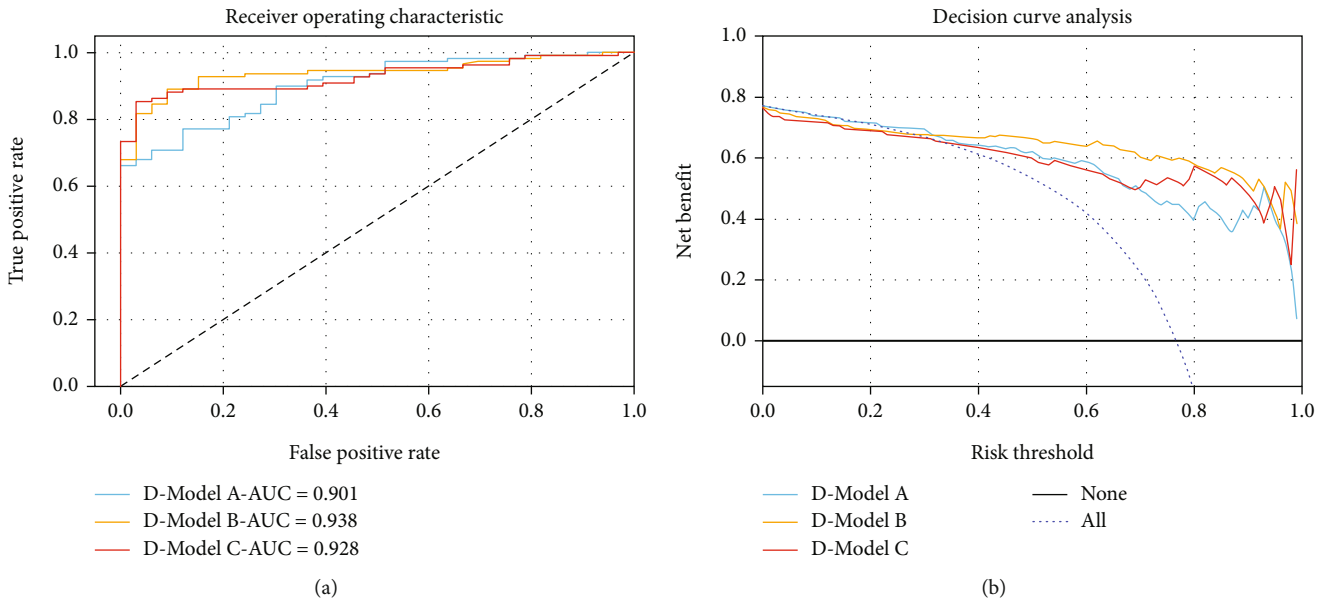 Receiver operating characteristic
1.0
0.8
0.6
0.4
0.2
0.0
True positive rate
0.0 0.2 0.4 0.6 0.8 1.0
False positive rate
D-Model A-AUC = 0.901
D-Model B-AUC = 0.938
D-Model C-AUC = 0.928
(a)
Decision curve analysis
1.0
0.8
0.6
0.4
0.2
0.0
Net benefit
0.0 0.2 0.4 0.6 0.8 1.0
Risk threshold
D-Model A
D-Model B
D-Model C
None
All
(b)